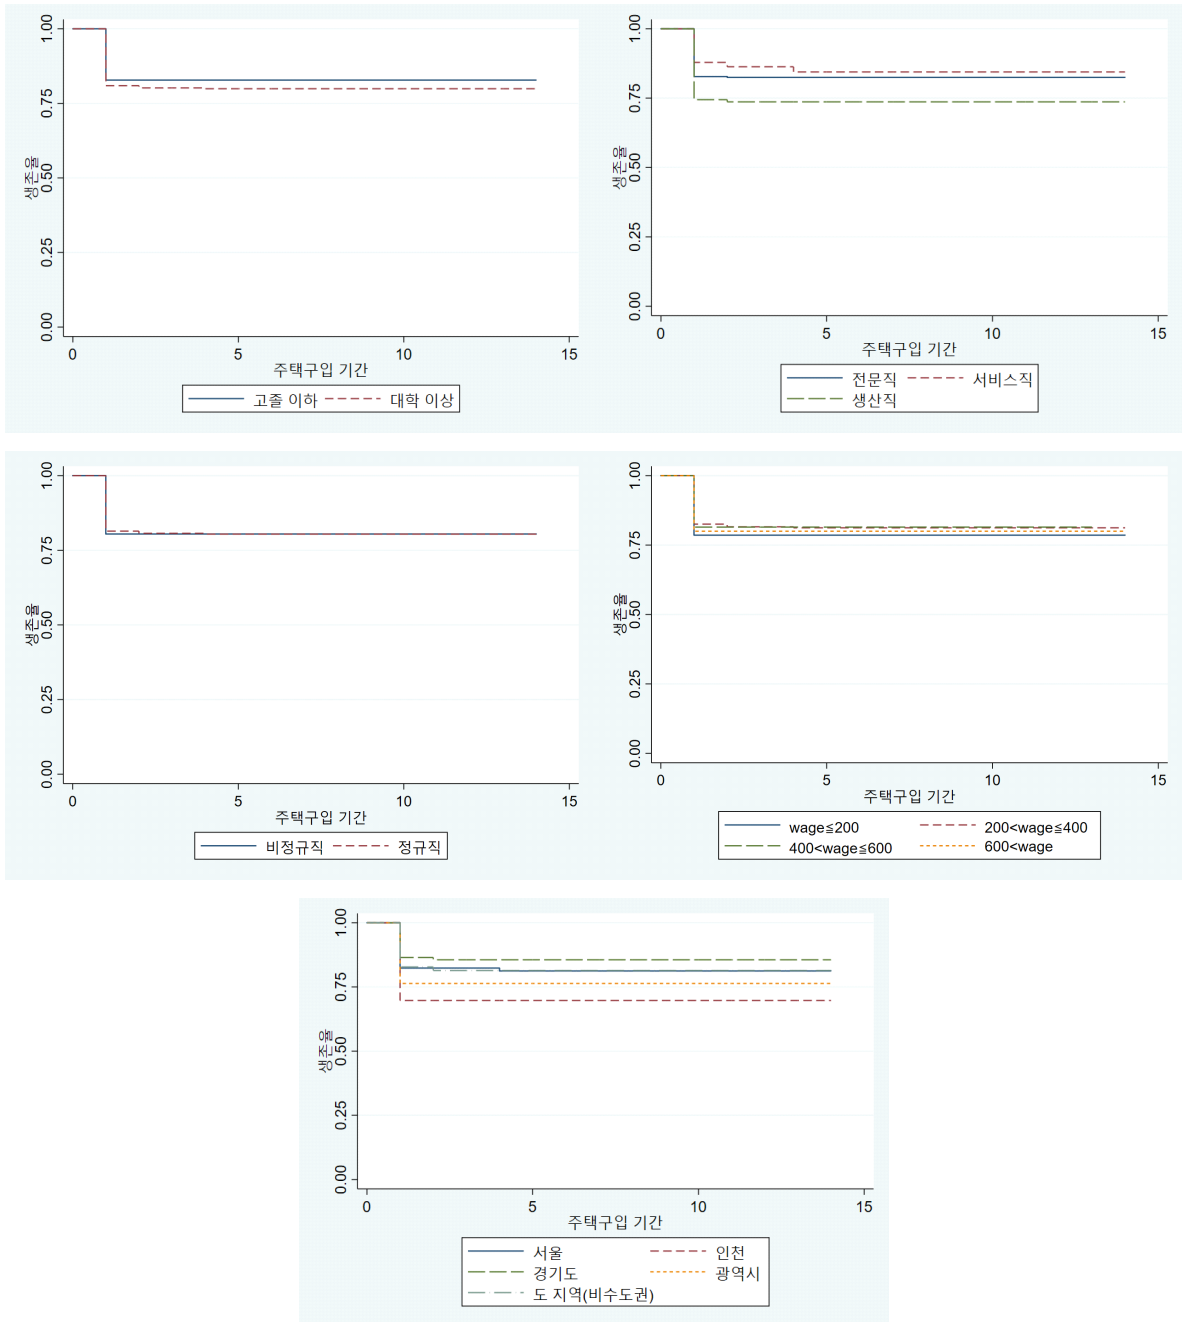 1.00
0.75
0.50
0.25
0.00
생존율
0 5 10 15
주택구입 기간
고졸 이하 대학 이상
1.00
0.75
0.50
0.25
0.00
생존율
0 5 10 15
주택구입 기간
전문직 서비스직
생산직
1.00
0.75
0.50
0.25
0.00
생존율
0 5 10 15
주택구입 기간
비정규직 정규직
1.00
0.75
0.50
0.25
0.00
생존율
0 5 10 15
주택구입 기간
wage≦200 200<wage≦400
400<wage≦600 600<wage
1.00
0.75
0.50
0.25
0.00
생존율
0 5 10 15
주택구입 기간
서울 인천
경기도 광역시
도 지역(비수도권)